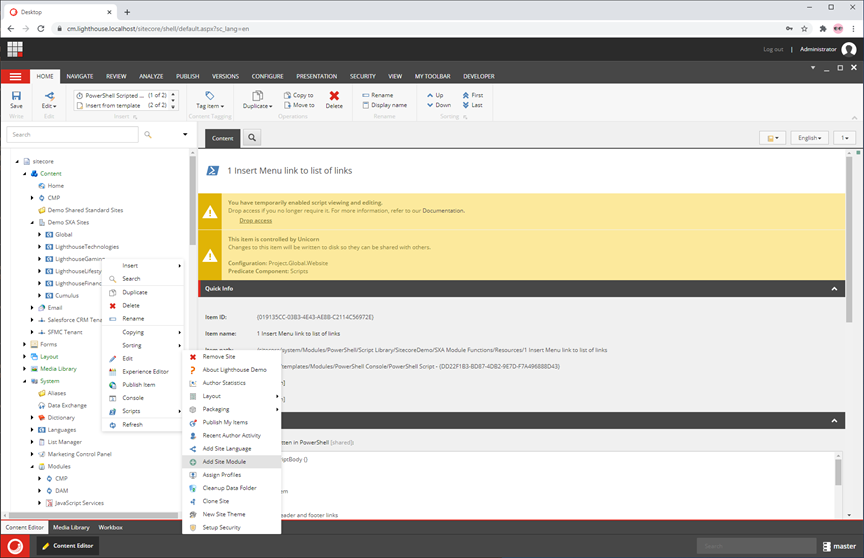 Desktop
cm.lighthouse.localhost/sitecore/shell/default.aspx?sc_lang=en
Log out | Administrator
HOME NAVIGATE REVIEW ANALYZE PUBLISH VERSIONS CONFIGURE PRESENTATION SECURITY VIEW MY TOOLBAR DEVELOPER
Save
Write
Edit
Edit
PowerShell Scripted ... (1 of 2)
Insert from template (2 of 2)
Insert
Tag item
Content Tagging
Duplicate
Copy to
Move to
Delete
Operations
Rename
Display name
Rename
Up
Down
First
Last
Sorting
Search
Content
English
1
sitecore
Content
Home
CMP
Demo Shared Standard Sites
Demo SXA Sites
Global
LighthouseTechnologies
LighthouseGaming
LighthouseLifesty
LighthouseFinanc
Cumulus
Email
Salesforce CRM Tena
SFMC Tenant
Forms
Layout
Media Library
System
Aliases
Data Exchange
Dictionary
Languages
List Manager
Marketing Control Panel
Modules
CMP
DAM
JavaScript Services
Insert
Search
Duplicate
Delete
Rename
Copying
Sorting
Edit
Experience Editor
Publish Item
Console
Scripts
Refresh
Remove Site
About Lighthouse Demo
Author Statistics
Layout
Packaging
Publish My Items
Recent Author Activity
Add Site Language
Add Site Module
Assign Profiles
Cleanup Data Folder
Clone Site
New Site Theme
Setup Security
1 Insert Menu link to list of links
You have temporarily enabled script viewing and editing.
Drop access if you no longer require it. For more information, refer to our Documentation.
Drop access
This item is controlled by Unicorn
Changes to this item will be written to disk so they can be shared with others.
Configuration: Project.Global.Website
Predicate Component: Scripts
Quick Info
Item ID: {019135CC-03B3-4E43-AE8B-C2114C56972E}
Item name: 1 Insert Menu link to list of links
/sitecore/system/Modules/PowerShell/Script Library/SitecoreDemo/SXA Module Functions/Resources/1 Insert Menu link to list of links
emplates/Modules/PowerShell Console/PowerShell Script - {DD22F1B3-BD87-4DB2-9E7D-F7A496888D43}
]
]
tten in PowerShell [shared]:
iptBody {}
em
eader and footer links
Content Editor Media Library Workbox
Content Editor
Search
master